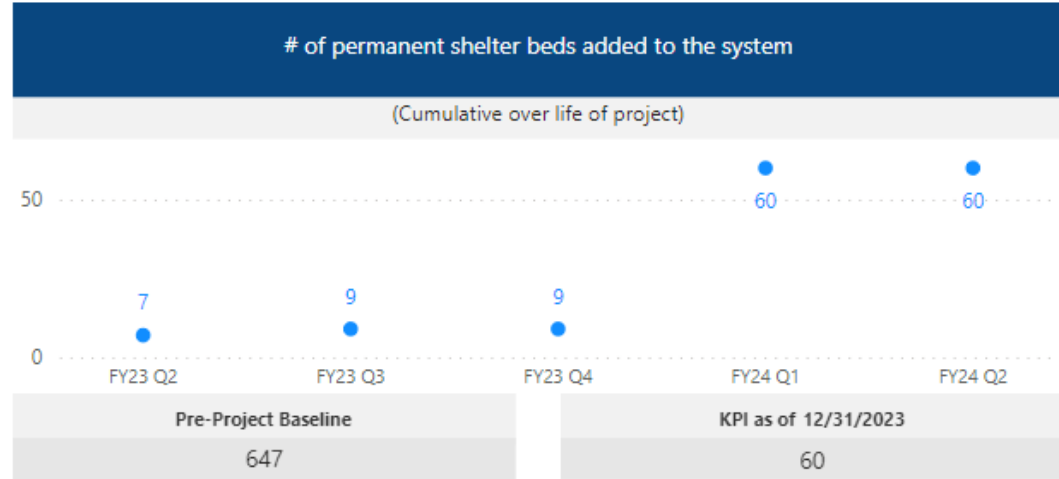 # of permanent shelter beds added to the system
(Cumulative over life of project)
50
60
60
7
9
9
0
FY23 Q2
FY23 Q3
FY23 Q4
FY24 Q1
FY24 Q2
Pre-Project Baseline
KPI as of 12/31/2023
647
60